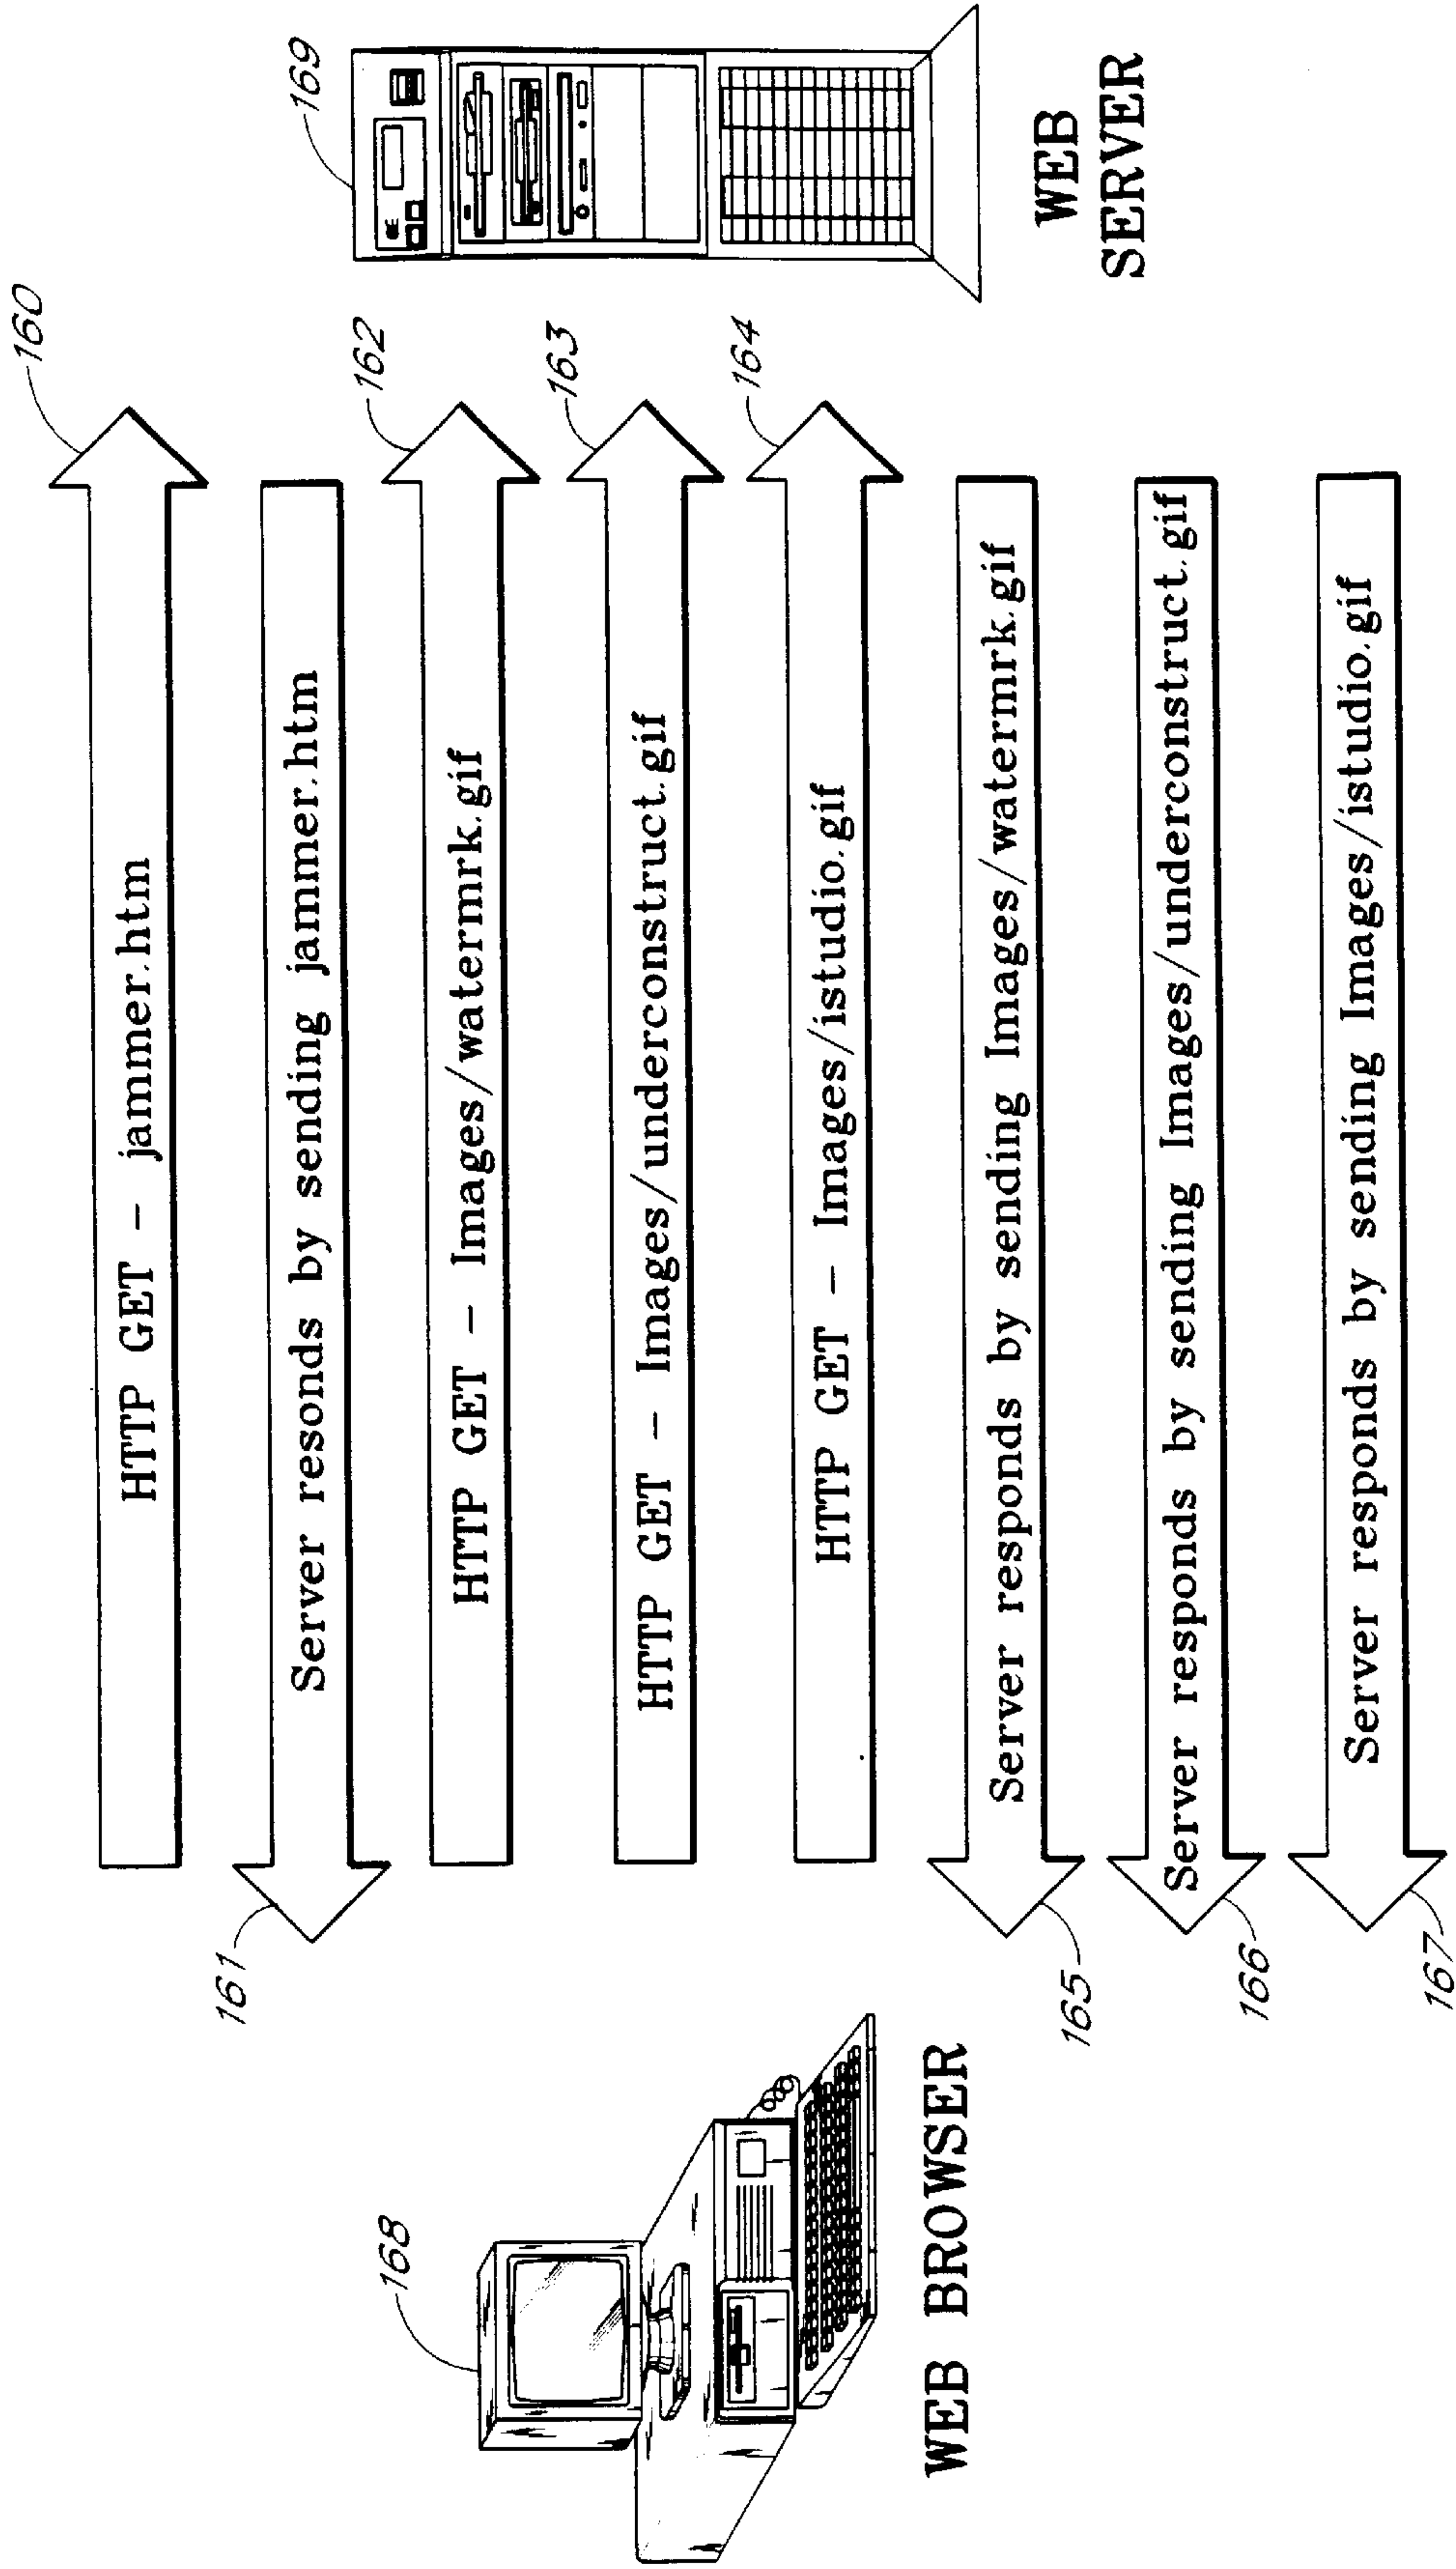 160
HTTP GET - jammer.htm
161
Server resonds by sending jammer.htm
162
HTTP GET - Images/watermrk.gif
163
HTTP GET - Images/underconstruct.gif
164
HTTP GET - Images/istudio.gif
165
Server responds by sending Images/watermrk.gif
166
Server responds by sending Images/underconstruct.gif
167
Server responds by sending Images/istudio.gif
168
WEB BROWSER
169
WEB
SERVER